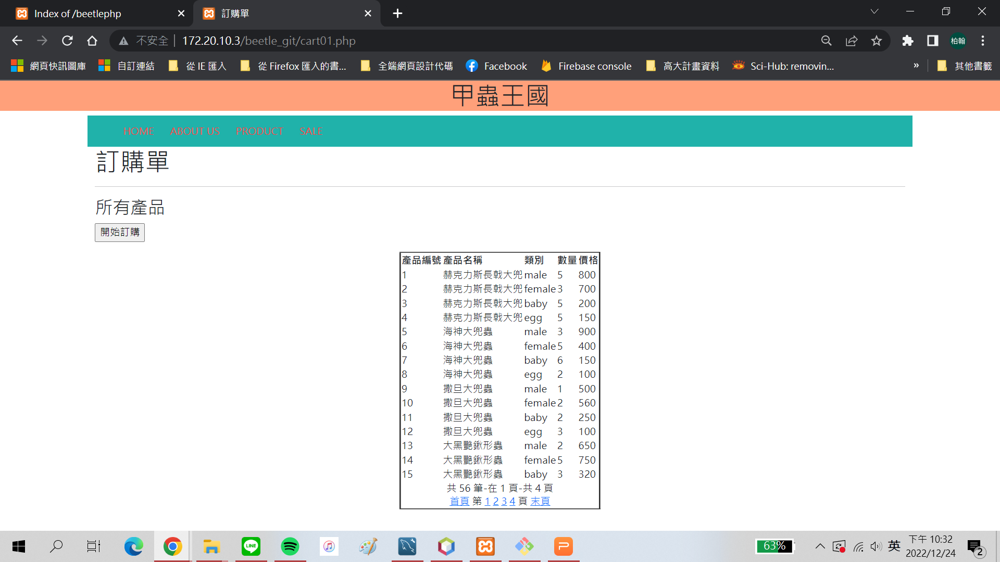 Index of /beetlephp
訂購單
不安全 172.20.10.3/beetle_git/cart01.php
柏翰
網頁快訊圖庫 自訂連結 從 IE 匯入 從 Firefox 匯入的書... 全端網頁設計代碼 Facebook Firebase console 高大計畫資料 Sci-Hub: removin... » 其他書籤
甲蟲王國
HOME ABOUT US PRODUCT SALE
訂購單
所有產品
開始訂購
產品編號 產品名稱 類別 數量 價格
1 赫克力斯長戟大兜 male 5 800
2 赫克力斯長戟大兜 female 3 700
3 赫克力斯長戟大兜 baby 5 200
4 赫克力斯長戟大兜 egg 5 150
5 海神大兜蟲 male 3 900
6 海神大兜蟲 female 5 400
7 海神大兜蟲 baby 6 150
8 海神大兜蟲 egg 2 100
9 撒旦大兜蟲 male 1 500
10 撒旦大兜蟲 female 2 560
11 撒旦大兜蟲 baby 2 250
12 撒旦大兜蟲 egg 3 100
13 大黑艷鍬形蟲 male 2 650
14 大黑艷鍬形蟲 female 5 750
15 大黑艷鍬形蟲 baby 3 320
共 56 筆-在 1 頁-共 4 頁
首頁 第 1 2 3 4 頁 末頁
LINE
63%
英
下午 10:32
2022/12/24
2